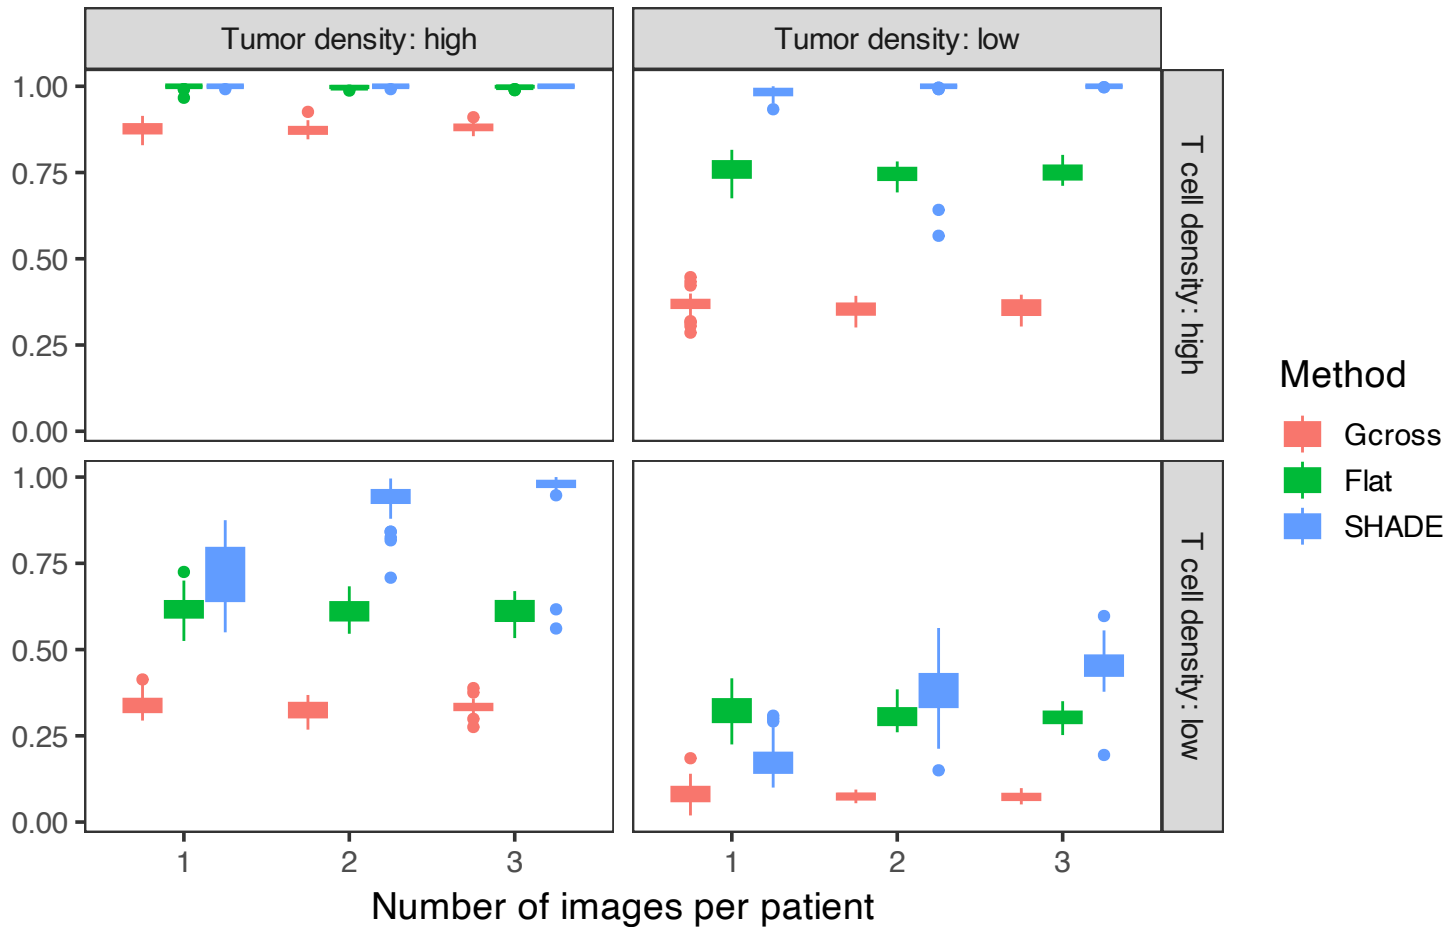 Tumor density: high
Tumor density: low
1.00
0.75
0.50
0.25
0.00
T cell density: high
1.00
0.75
0.50
0.25
0.00
T cell density: low
1
2
3
1
2
3
Number of images per patient
Method
Gcross
Flat
SHADE